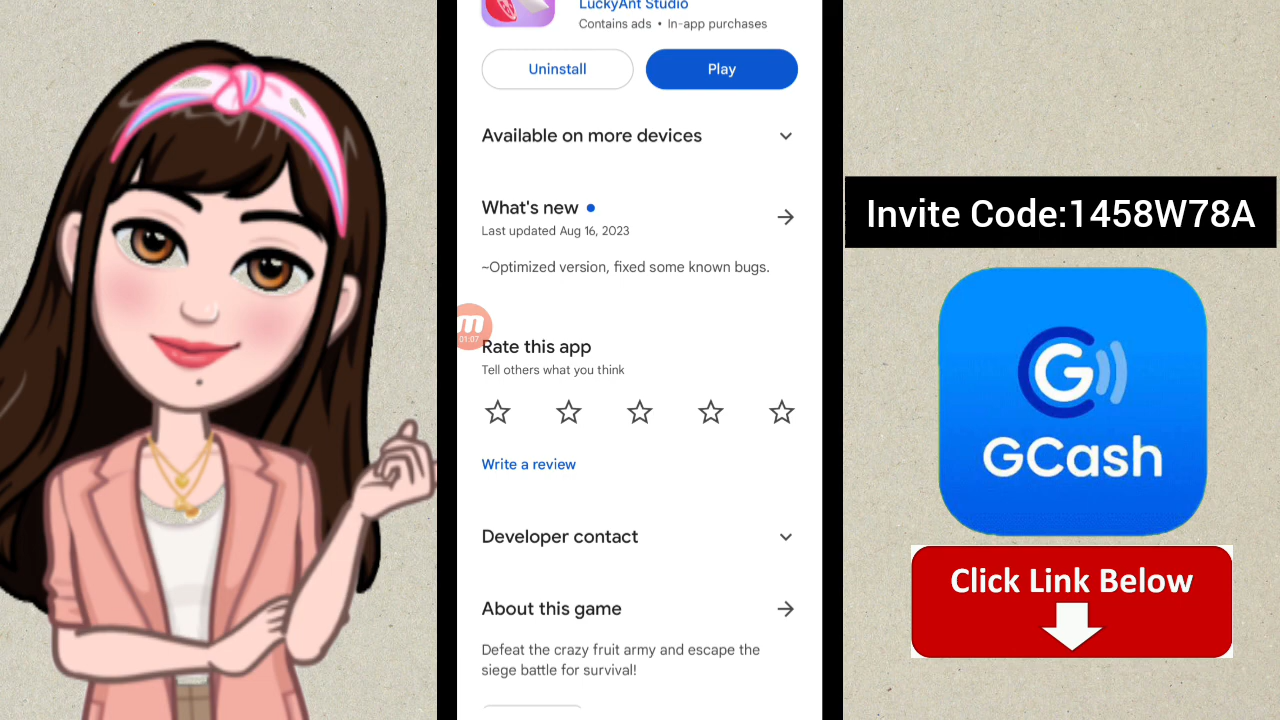 LuckyAnt Studio
Contains ads • In-app purchases
Uninstall
Play
Available on more devices
What's new
Last updated Aug 16, 2023
~Optimized version, fixed some known bugs.
m
01:07
Rate this app
Tell others what you think
Write a review
Developer contact
About this game
Defeat the crazy fruit army and escape the
siege battle for survival!
Invite Code:1458W78A
G
GCash
Click Link Below